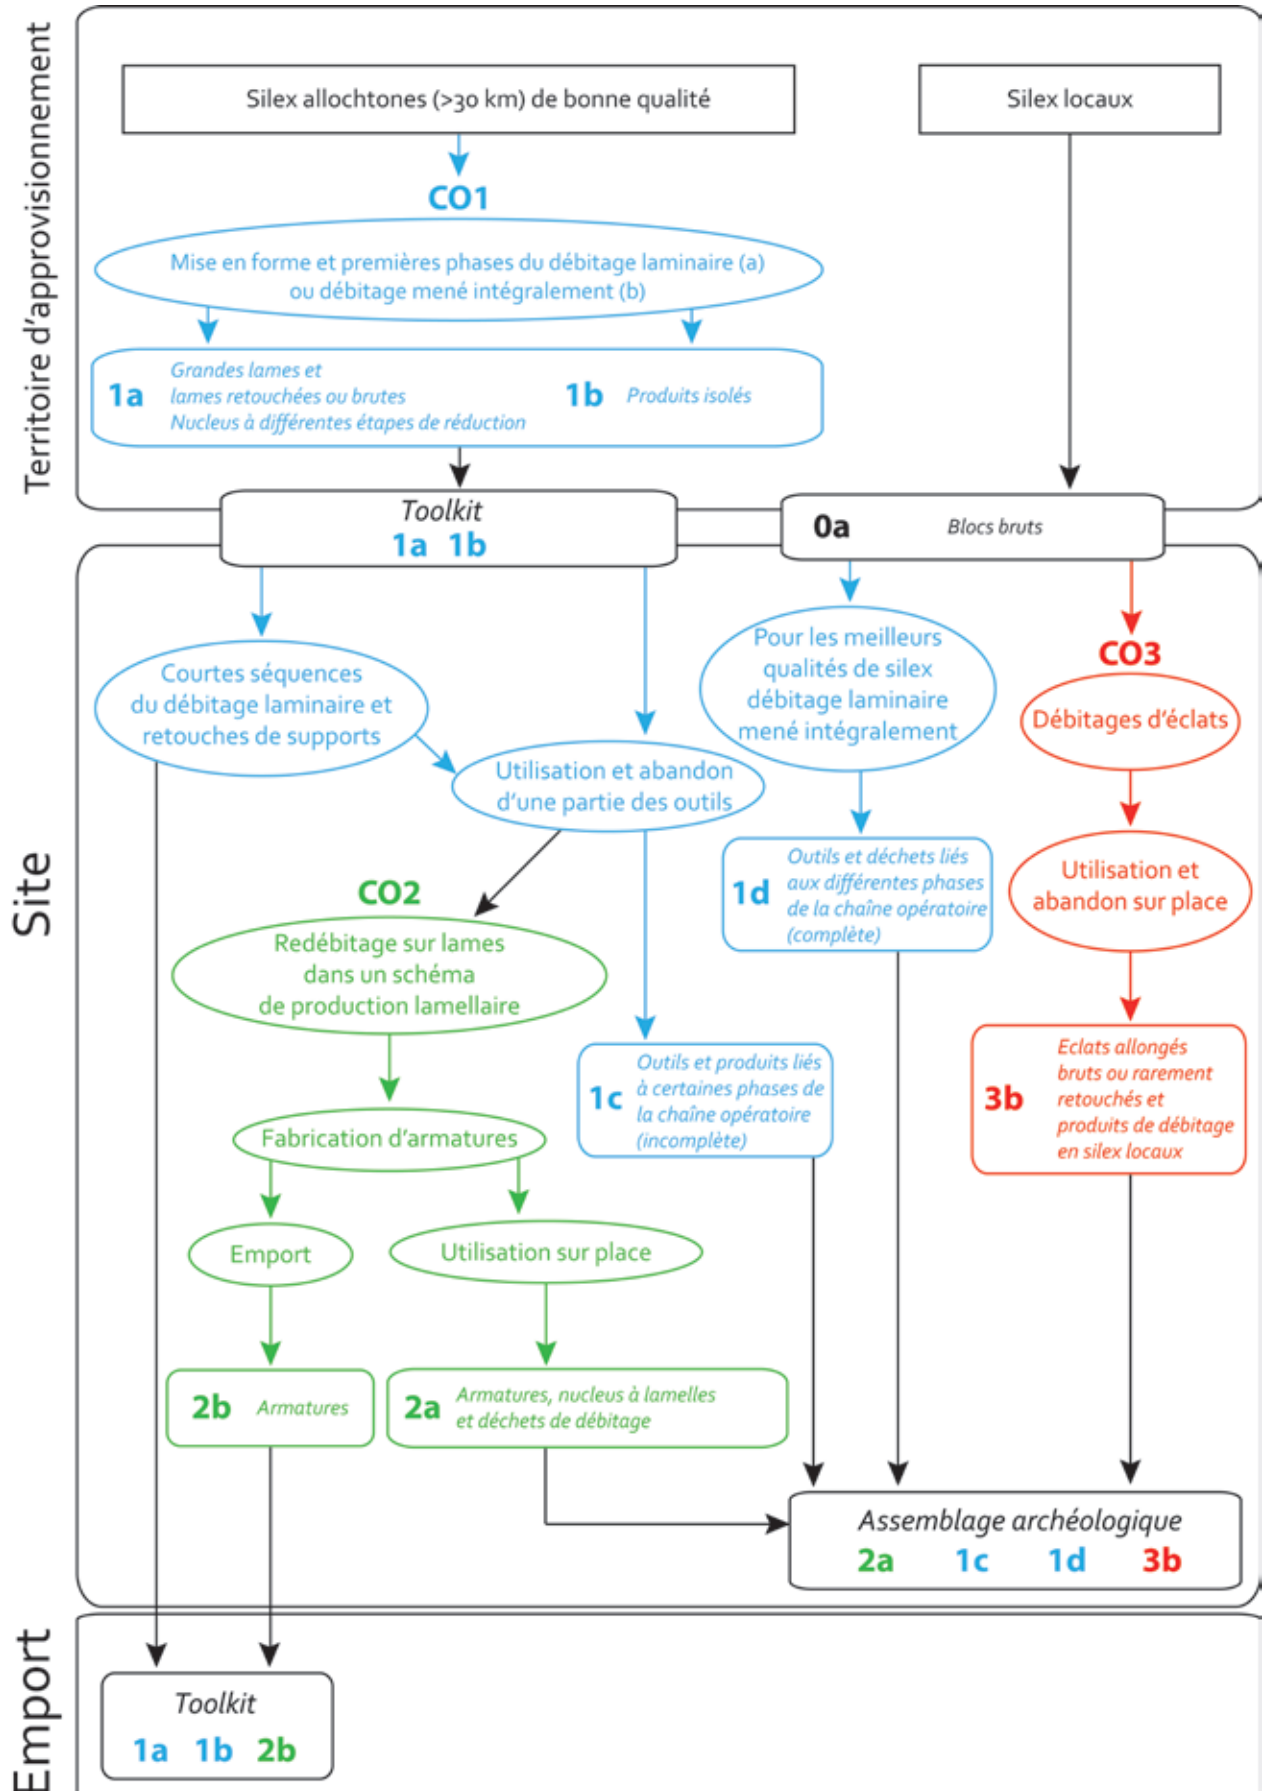 Territoire d'approvisionnement
Silex allochtones (>30 km) de bonne qualité
Silex locaux
CO1
Mise en forme et premières phases du débitage laminaire (a)
ou débitage mené intégralement (b)
1a
Grandes lames et
lames retouchées ou brutes
Nucleus à différentes étapes de réduction
1b
Produits isolés
Toolkit
1a 1b
0a
Blocs bruts
Site
Courtes séquences
du débitage laminaire et
retouches de supports
Utilisation et abandon
d'une partie des outils
Pour les meilleurs
qualités de silex
débitage laminaire
mené intégralement
CO3
Débitages d'éclats
1d
Outils et déchets liés
aux différentes phases
de la chaîne opératoire
(complète)
Utilisation et
abandon sur place
CO2
Redébitage sur lames
dans un schéma
de production lamellaire
1c
Outils et produits liés
à certaines phases de
la chaîne opératoire
(incomplète)
3b
Eclats allongés
bruts ou rarement
retouchés et
produits de débitage
en silex locaux
Fabrication d'armatures
Emport
Utilisation sur place
2b
Armatures
2a
Armatures, nucleus à lamelles
et déchets de débitage
Assemblage archéologique
2a 1c 1d 3b
Emport
Toolkit
1a 1b 2b